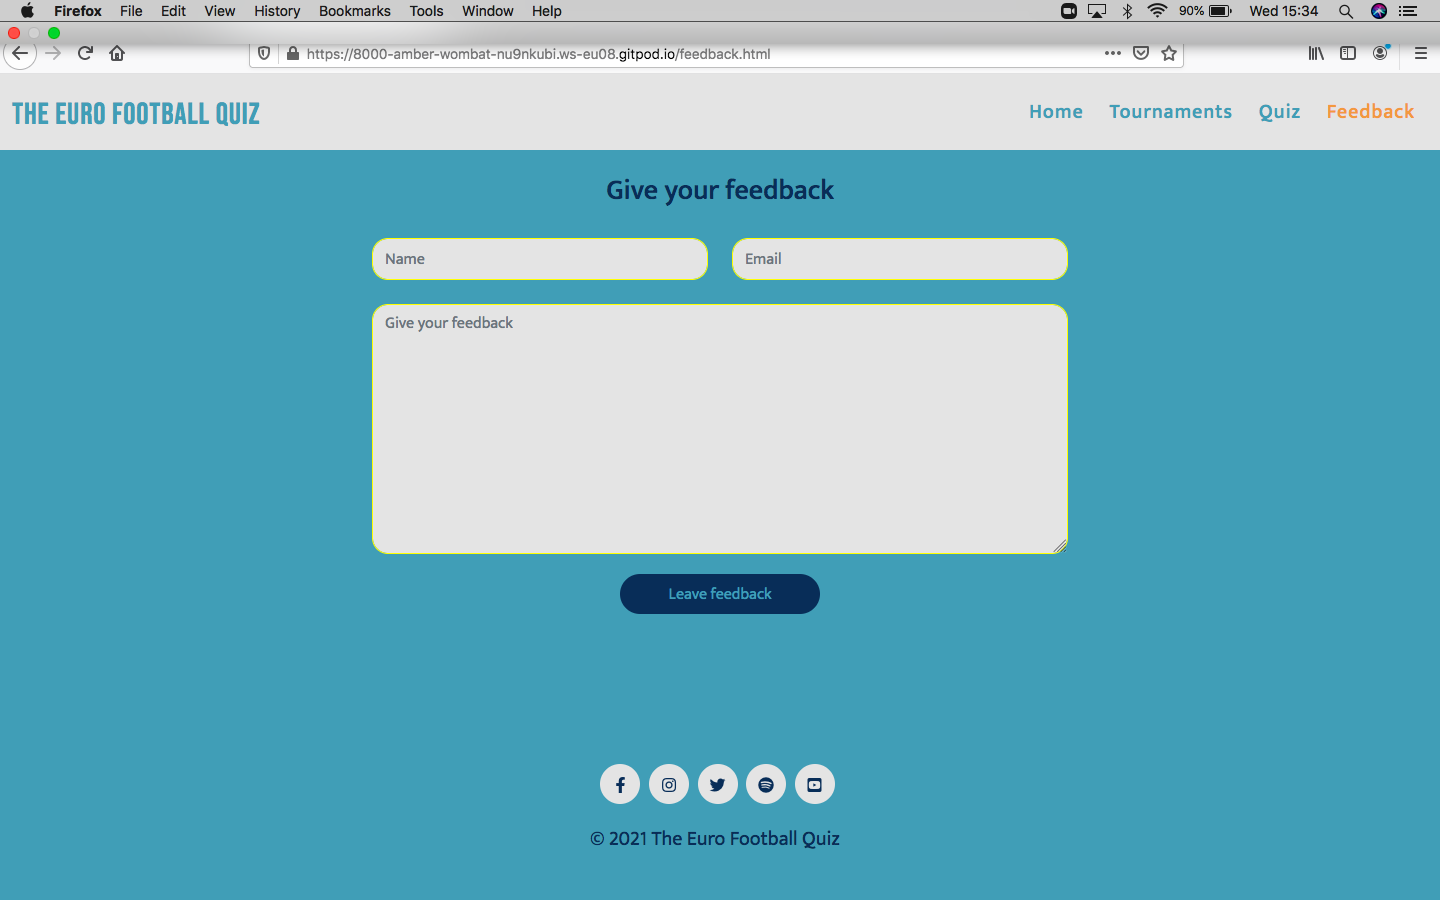 Firefox File Edit View History Bookmarks Tools Window Help 90% Wed 15:34
https://8000-amber-wombat-nu9nkubi.ws-eu08.gitpod.io/feedback.html
THE EURO FOOTBALL QUIZ Home Tournaments Quiz Feedback
Give your feedback
Name Email
Give your feedback
Leave feedback
© 2021 The Euro Football Quiz